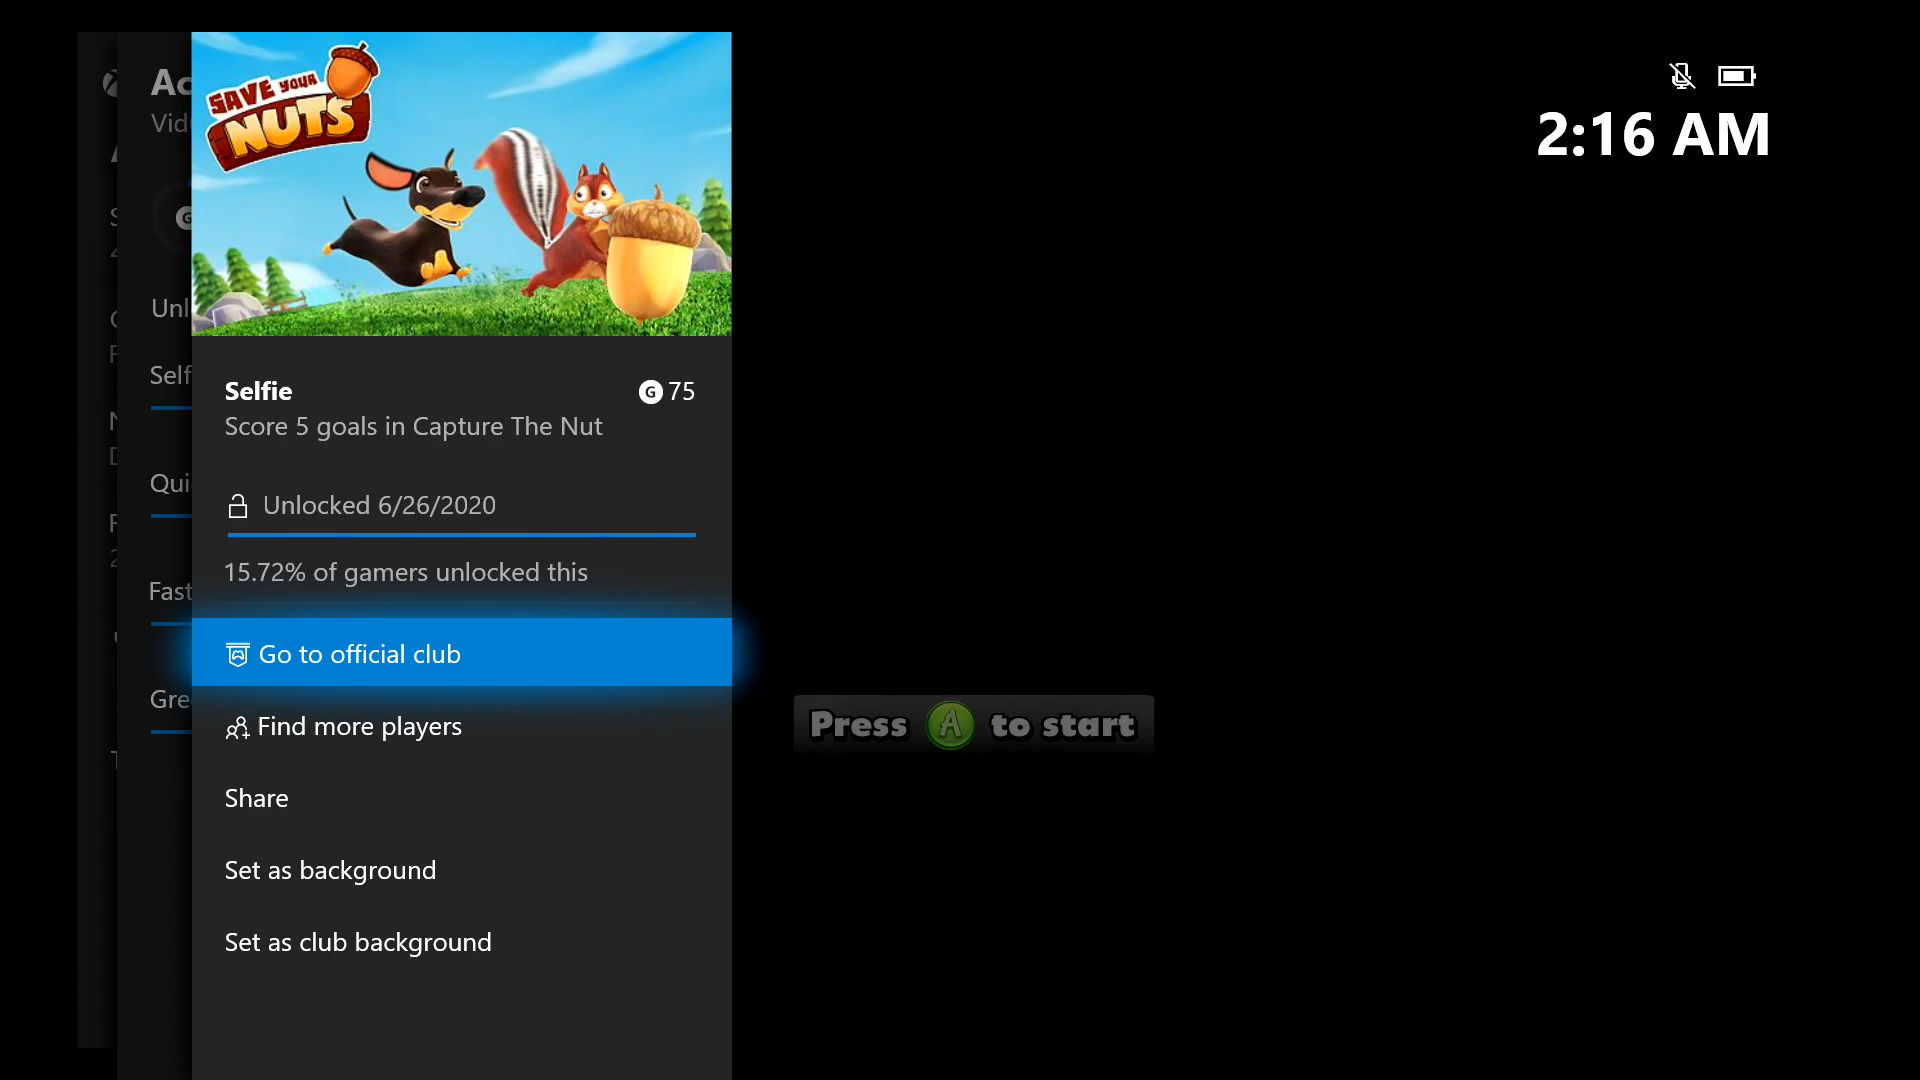 2:16 AM
SAVE YOUR
NUTS
Selfie
G 75
Score 5 goals in Capture The Nut
Unlocked 6/26/2020
15.72% of gamers unlocked this
Go to official club
Find more players
Share
Set as background
Set as club background
Press A to start